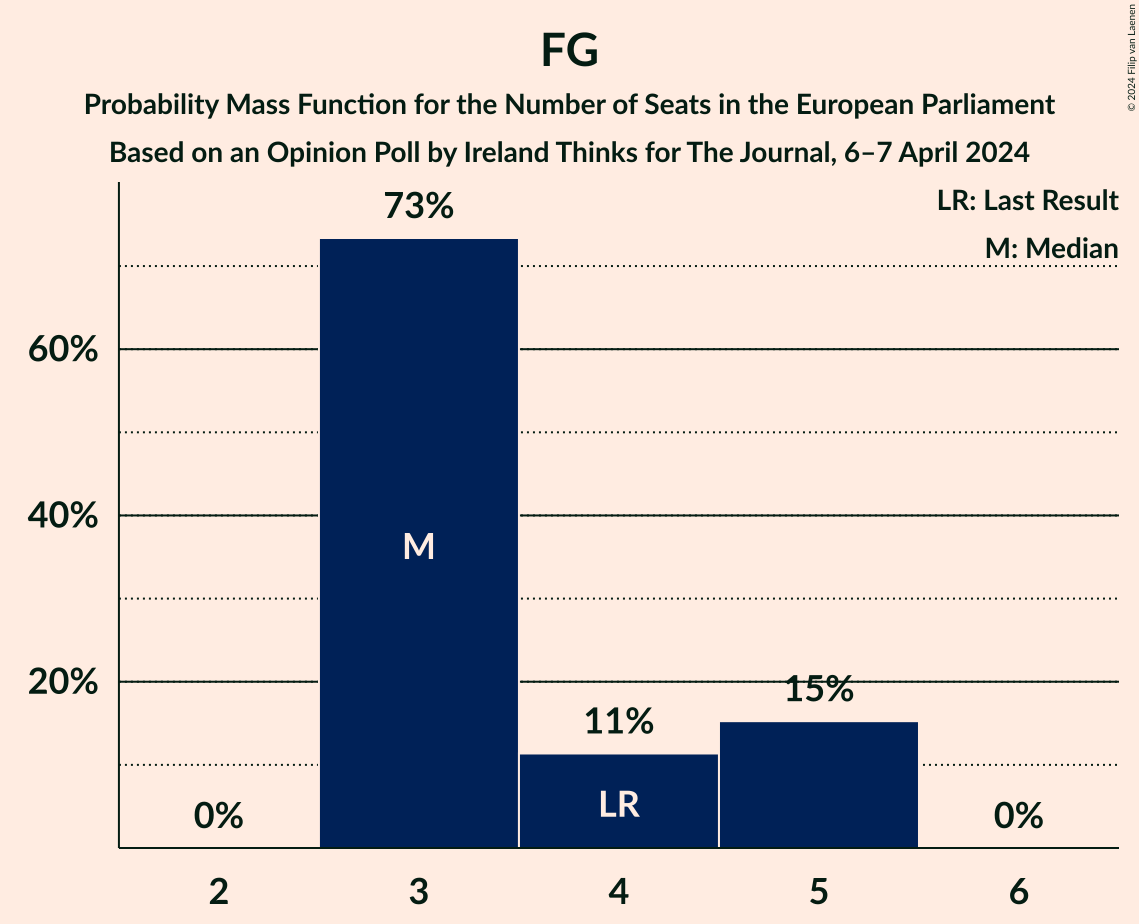 FG
Probability Mass Function for the Number of Seats in the European Parliament
Based on an Opinion Poll by Ireland Thinks for The Journal, 6–7 April 2024
© 2024 Filip van Laenen
LR: Last Result
M: Median
60%
40%
20%
0%
73%
11%
15%
0%
M
LR
2
3
4
5
6